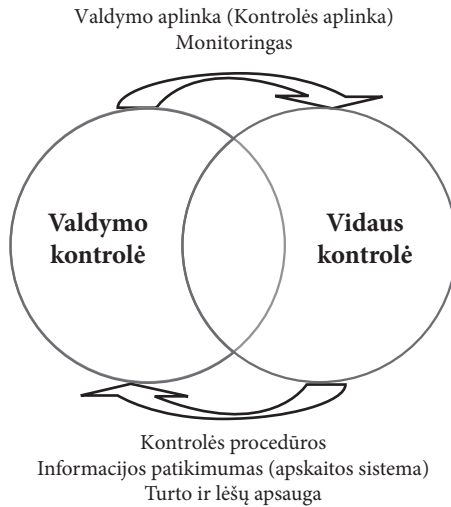 Valdymo aplinka (Kontrolės aplinka)
Monitoringas
Valdymo
kontrolė
Vidaus
kontrolė
Kontrolės procedūros
Informacijos patikimumas (apskaitos sistema)
Turto ir lėšų apsauga